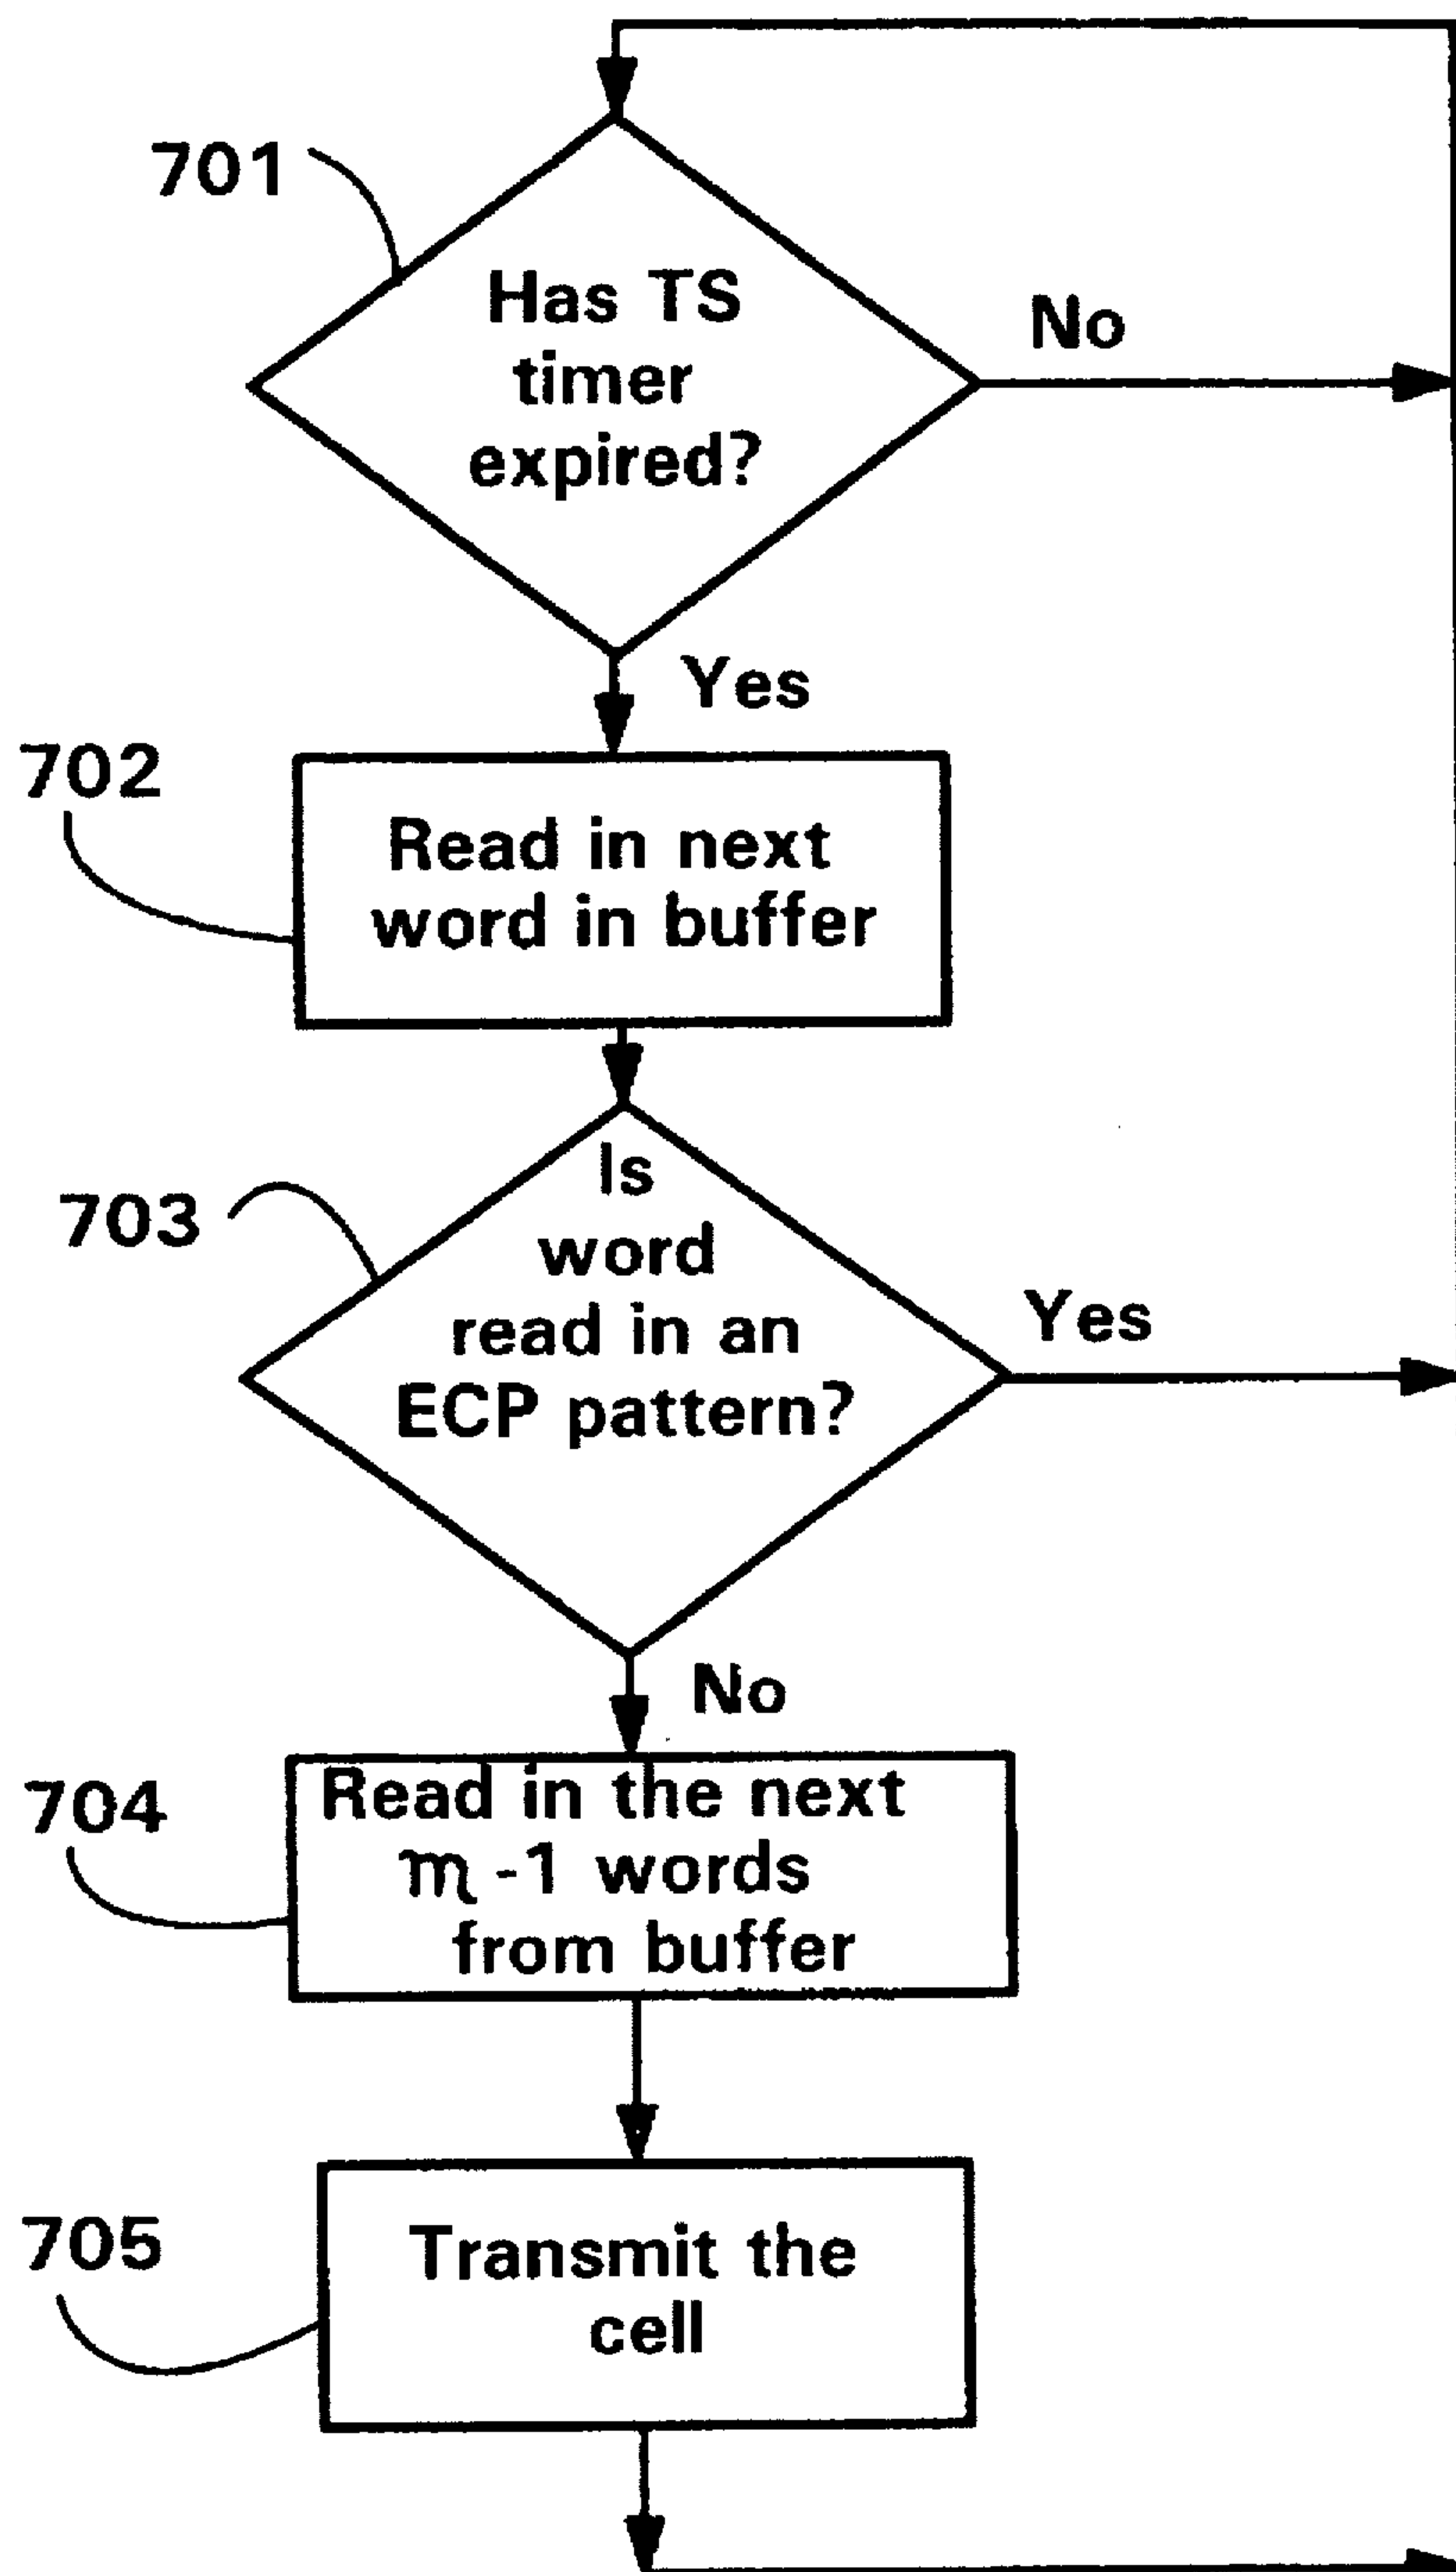 701
Has TS
timer
expired?
No
Yes
702
Read in next
word in buffer
703
Is
word
read in an
ECP pattern?
Yes
No
704
Read in the next
m -1 words
from buffer
705
Transmit the
cell